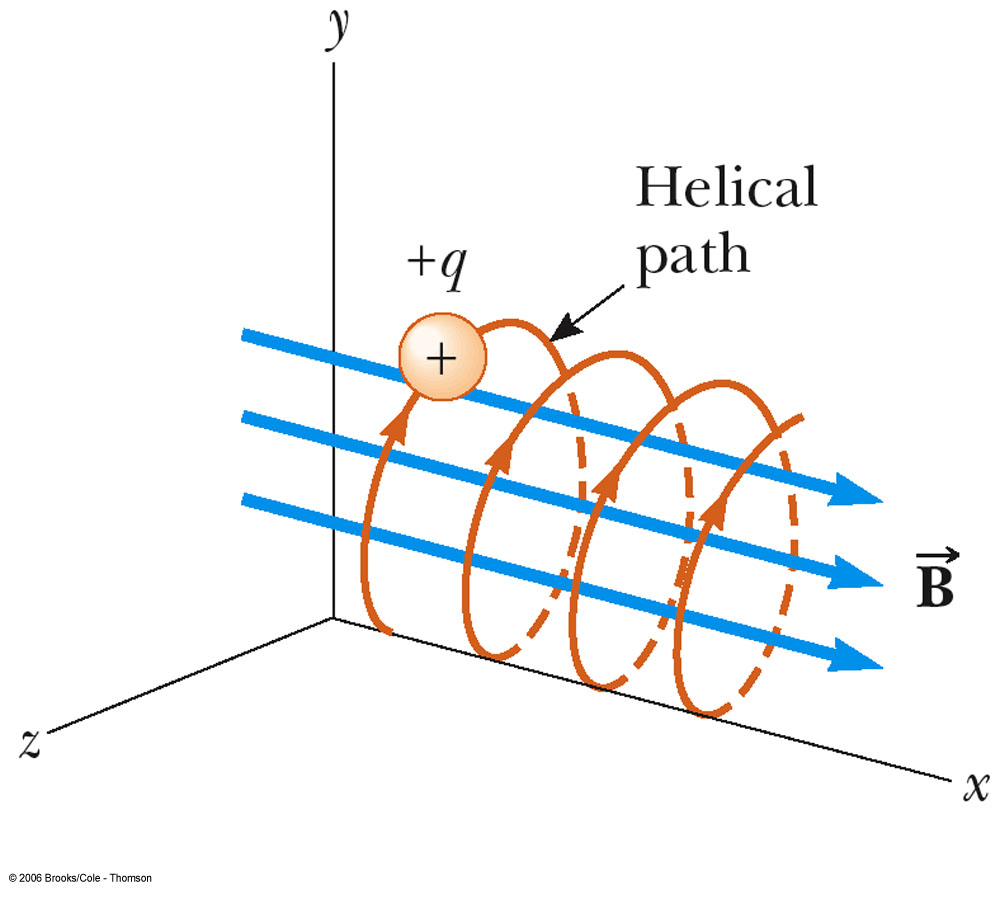 y
Helical
path
+q
+
B
z
x
© 2006 Brooks/Cole - Thomson